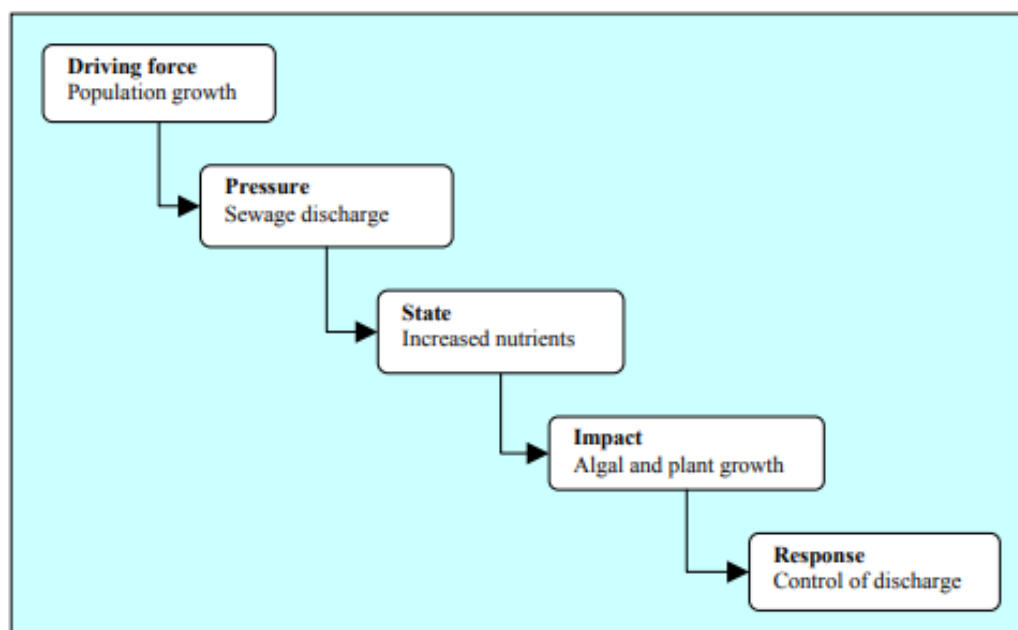 Driving force
Population growth
Pressure
Sewage discharge
State
Increased nutrients
Impact
Algal and plant growth
Response
Control of discharge